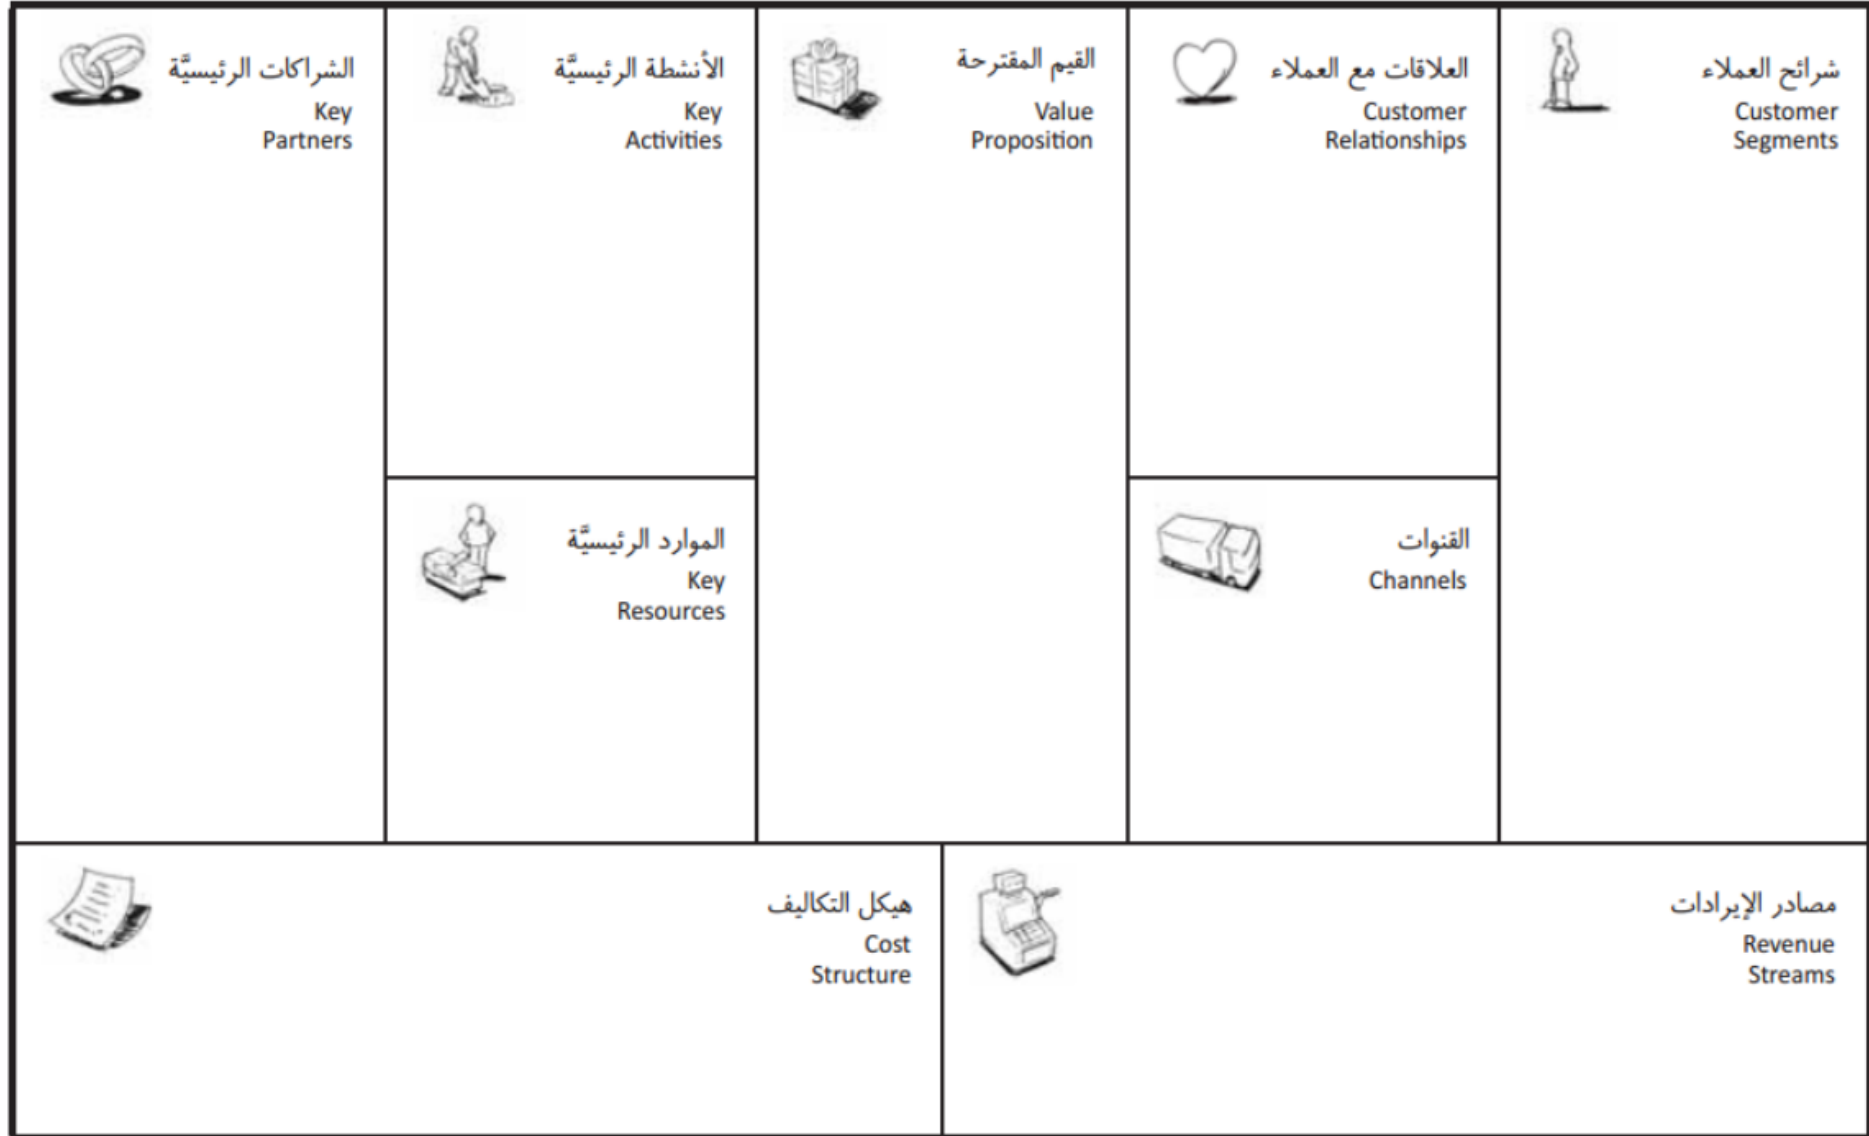 الشراكات الرئيسيَّة
Key
Partners
الأنشطة الرئيسيَّة
Key
Activities
الموارد الرئيسيَّة
Key
Resources
القيم المقترحة
Value
Proposition
العلاقات مع العملاء
Customer
Relationships
القنوات
Channels
شرائح العملاء
Customer
Segments
هيكل التكاليف
Cost
Structure
مصادر الإيرادات
Revenue
Streams